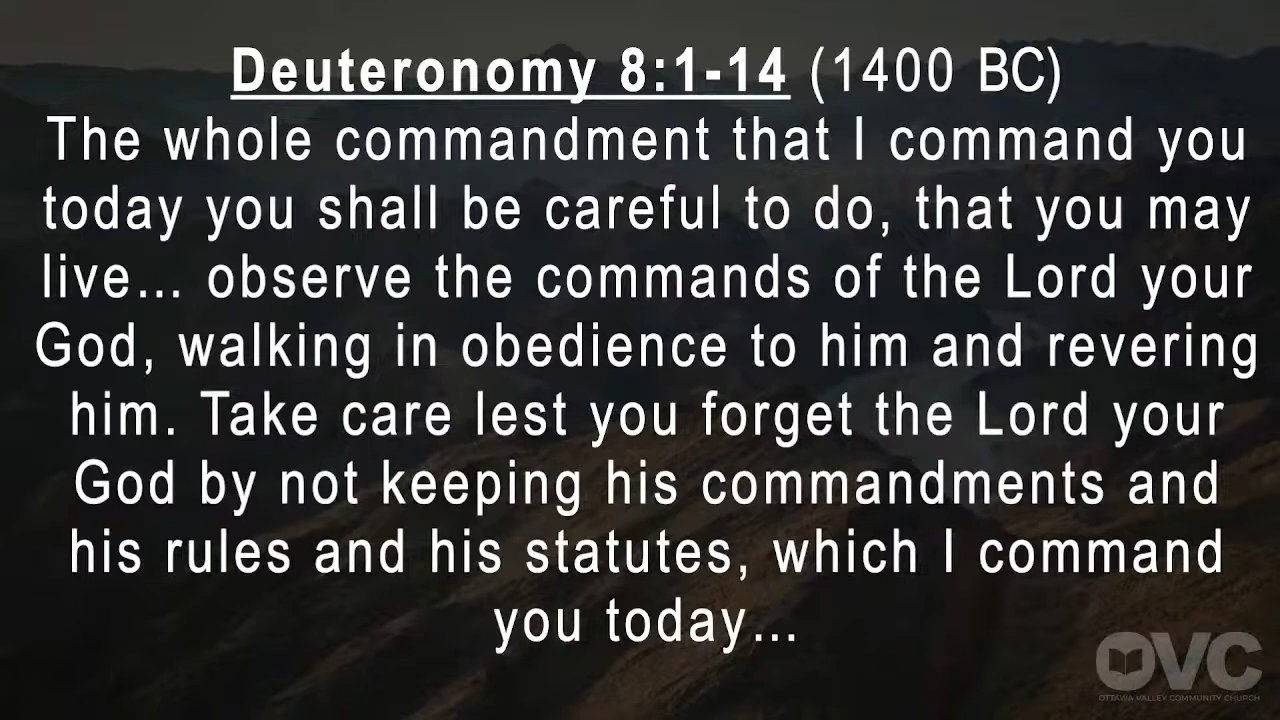 Deuteronomy 8:1-14 (1400 BC)
The whole commandment that I command you
today you shall be careful to do, that you may
live... observe the commands of the Lord your
God, walking in obedience to him and revering
him. Take care lest you forget the Lord your
God by not keeping his commandments and
his rules and his statutes, which I command
you today...
OVC
OTTAWA VALLEY COMMUNITY CHURCH